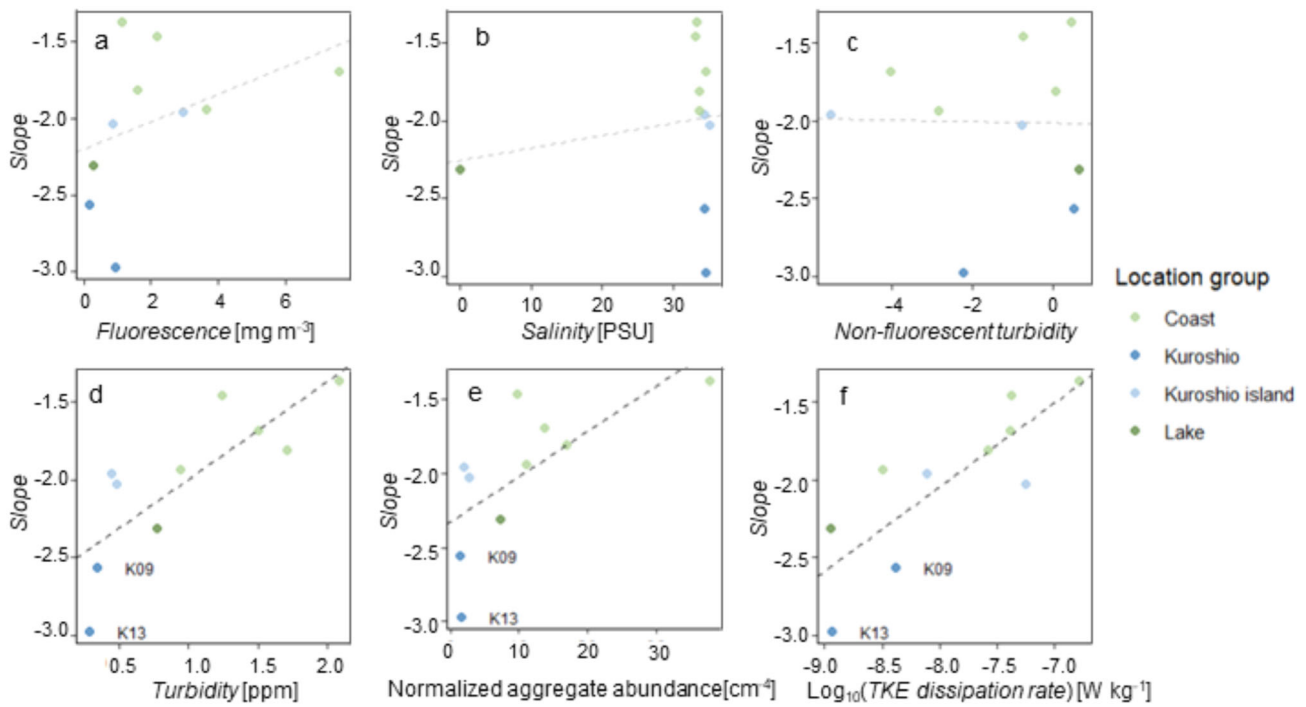 a
-1.5
-2.0
-2.5
-3.0
Slope
0 2 4 6
Fluorescence [mg m⁻³]
b
-1.5
-2.0
-2.5
-3.0
Slope
0 10 20 30
Salinity [PSU]
c
-1.5
-2.0
-2.5
-3.0
Slope
-4 -2 0
Non-fluorescent turbidity
Location group
Coast
Kuroshio
Kuroshio island
Lake
d
-1.5
-2.0
-2.5
-3.0
Slope
K09
K13
0.5 1.0 1.5 2.0
Turbidity [ppm]
e
-1.5
-2.0
-2.5
-3.0
Slope
K09
K13
0 10 20 30
Normalized aggregate abundance[cm⁻⁴]
f
-1.5
-2.0
-2.5
-3.0
Slope
K09
K13
-9.0 -8.5 -8.0 -7.5 -7.0
Log₁₀(TKE dissipation rate) [W kg⁻¹]